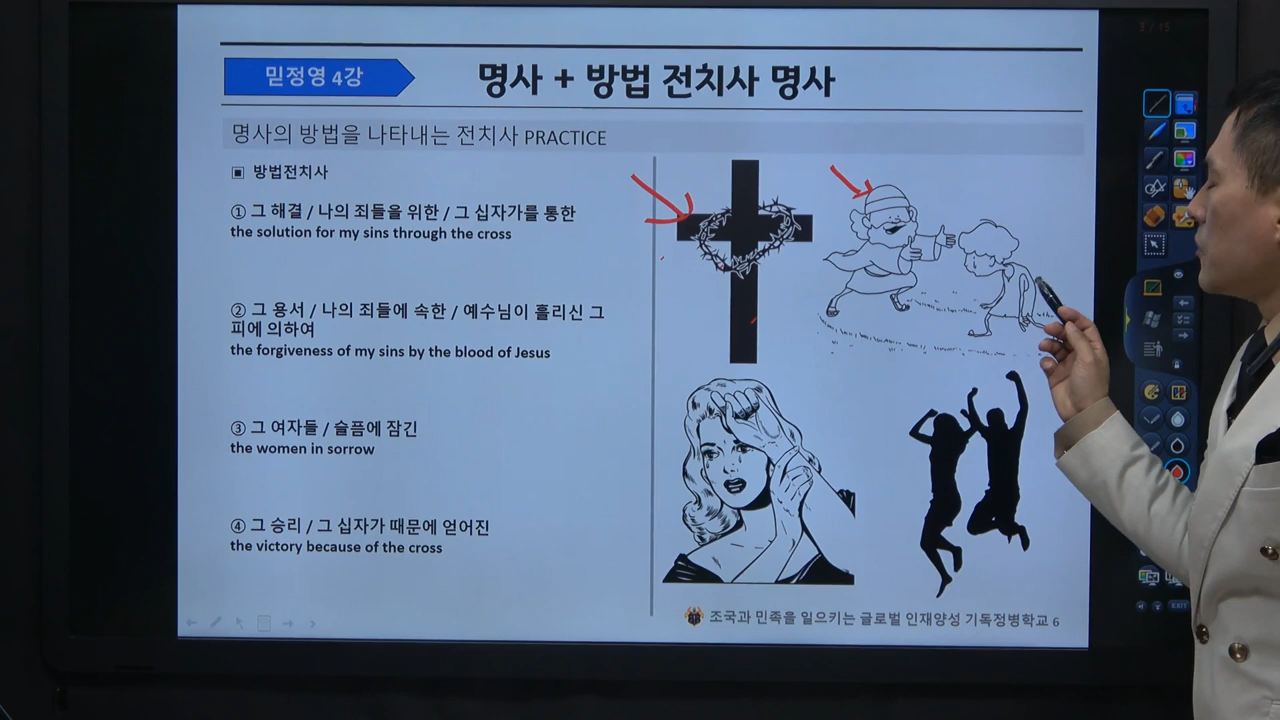 3 / 15
믿정영 4강
명사 + 방법 전치사 명사
명사의 방법을 나타내는 전치사 PRACTICE
▣ 방법전치사
① 그 해결 / 나의 죄들을 위한 / 그 십자가를 통한
the solution for my sins through the cross
② 그 용서 / 나의 죄들에 속한 / 예수님이 흘리신 그
피에 의하여
the forgiveness of my sins by the blood of Jesus
③ 그 여자들 / 슬픔에 잠긴
the women in sorrow
④ 그 승리 / 그 십자가 때문에 얻어진
the victory because of the cross
조국과 민족을 일으키는 글로벌 인재양성 기독정병학교 6
EXIT